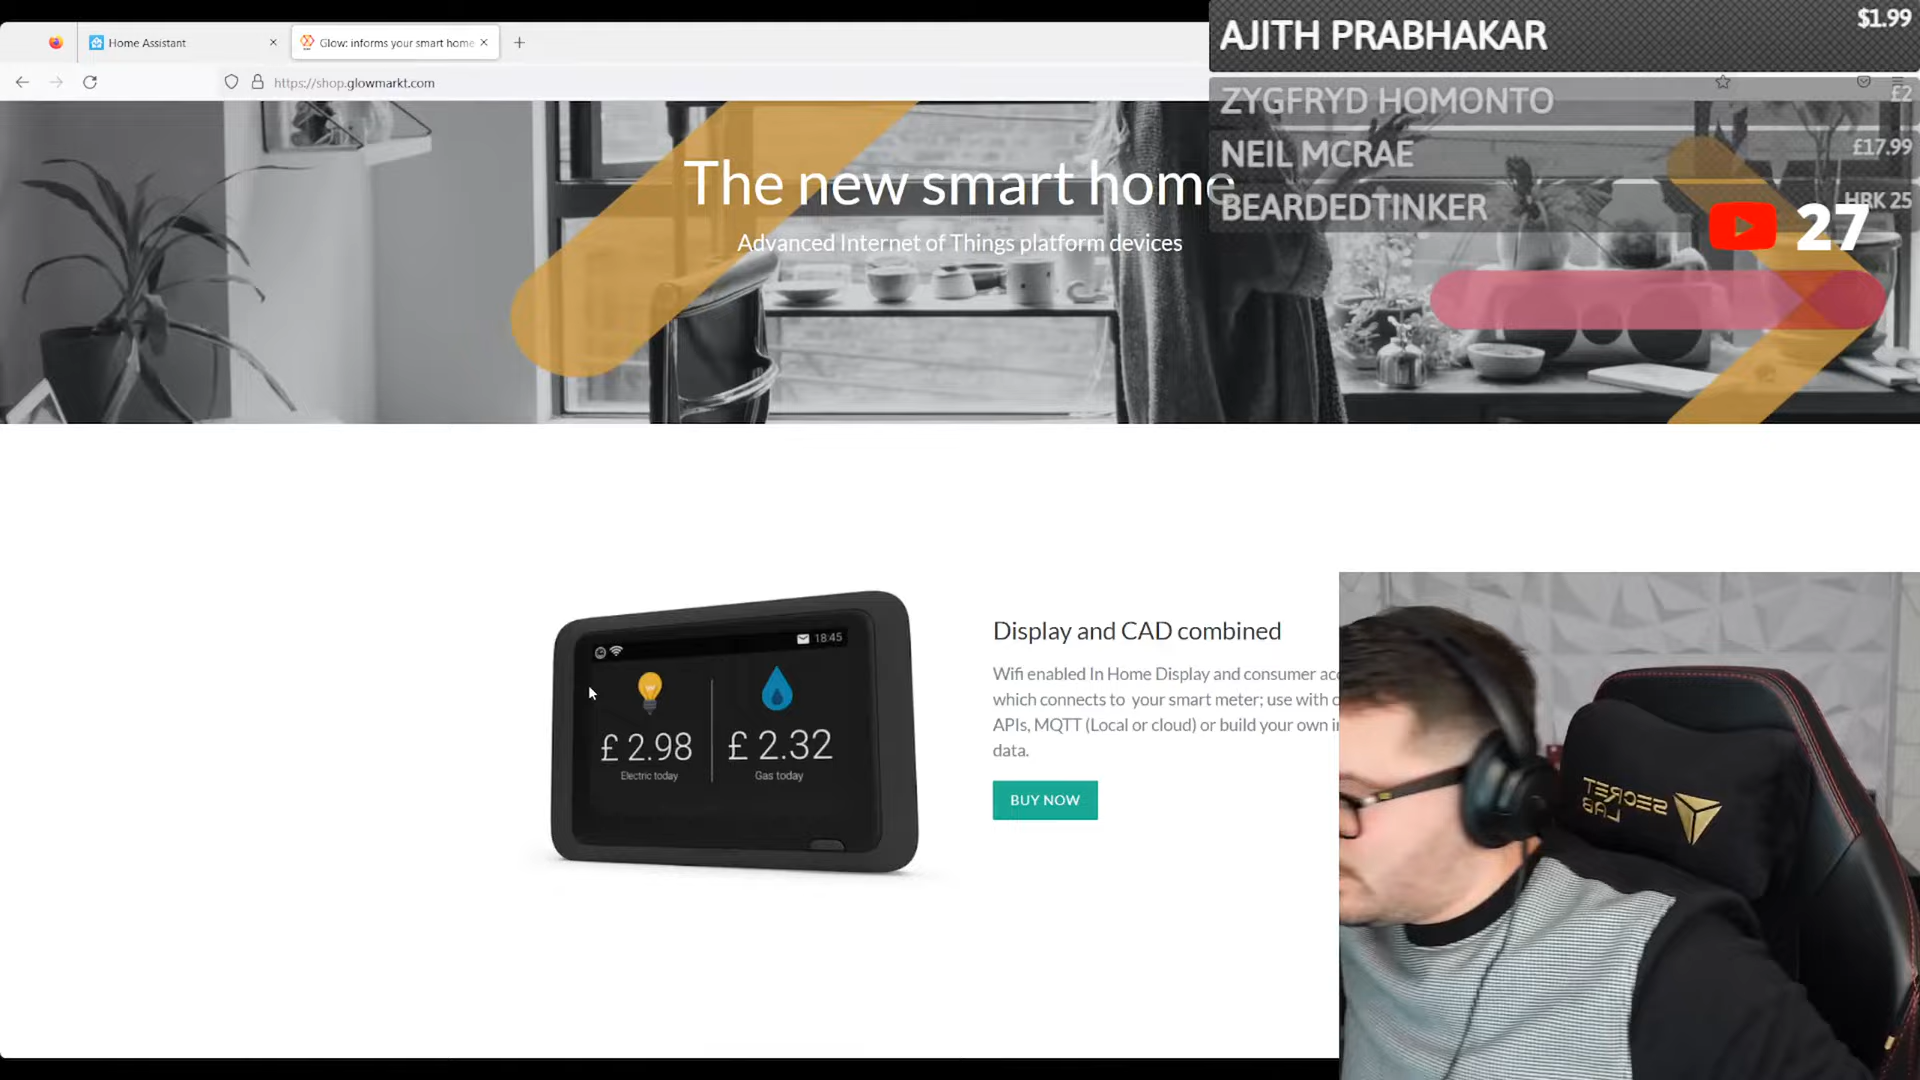 Home Assistant
Glow: informs your smart home
https://shop.glowmarkt.com
AJITH PRABHAKAR
$1.99
ZYGFRYD HOMONTO
£2
NEIL MCRAE
£17.99
BEARDEDTINKER
HRK 25
27
The new smart home
Advanced Internet of Things platform devices
18:45
£ 2.98
£ 2.32
Electric today
Gas today
Display and CAD combined
Wifi enabled In Home Display and consumer
which connects to your smart meter; use with
APIs, MQTT (Local or cloud) or build your own
data.
BUY NOW
SECRET
LAB